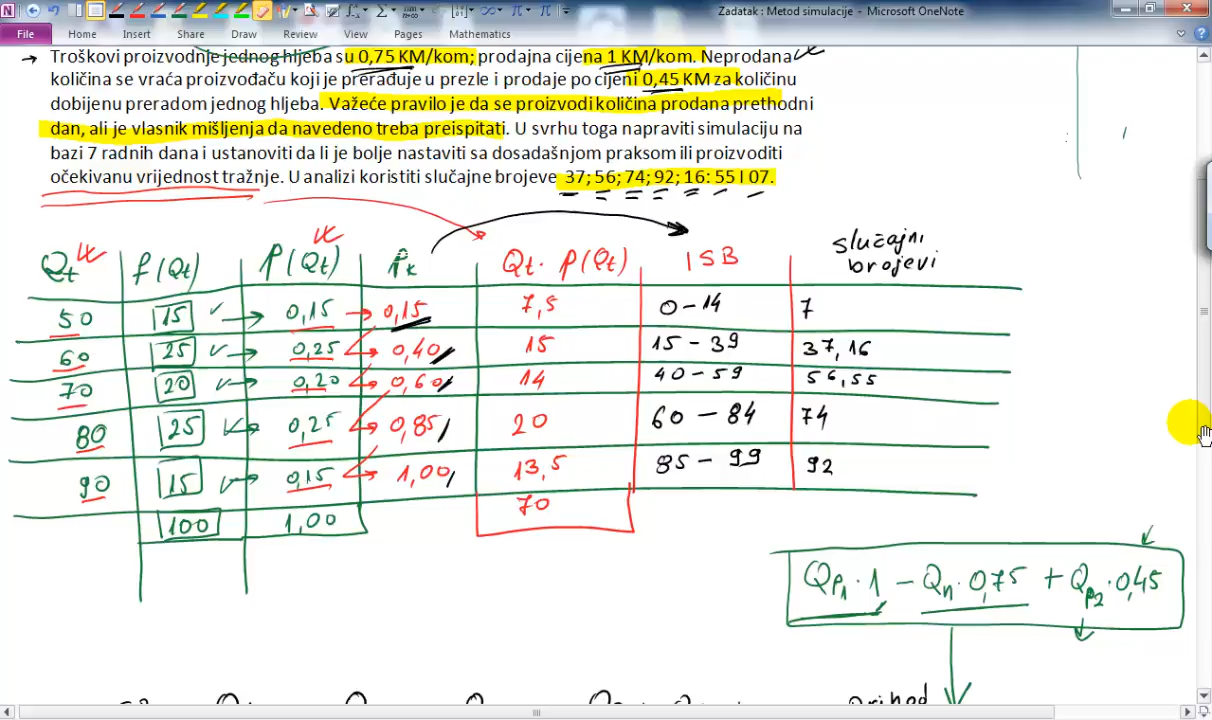 Zadatak : Metod simulacije - Microsoft OneNote
File Home Insert Share Draw Review View Pages Mathematics
Troškovi proizvodnje jednog hljeba su 0,75 KM/kom; prodajna cijena 1 KM/kom. Neprodana
količina se vraća proizvođaču koji je prerađuje u prezle i prodaje po cijeni 0,45 KM za količinu
dobijenu preradom jednog hljeba. Važeće pravilo je da se proizvodi količina prodana prethodni
dan, ali je vlasnik mišljenja da navedeno treba preispitati. U svrhu toga napraviti simulaciju na
bazi 7 radnih dana i ustanoviti da li je bolje nastaviti sa dosadašnjom praksom ili proizvoditi
očekivanu vrijednost tražnje. U analizi koristiti slučajne brojeve 37; 56; 74; 92; 16: 55 I 07.
Qt f(Qt) p(Qt) pk Qt · p(Qt) ISB slučajni
brojevi
50 15 0,15 0,15 7,5 0-14 7
60 25 0,25 0,40 15 15-39 37, 16
70 20 0,20 0,60 14 40-59 56, 55
80 25 0,25 0,85 20 60-84 74
90 15 0,15 1,00 13,5 85-99 92
100 1,00 70
Qp1 · 1 - Qn · 0,75 + Qp2 · 0,45
prihod